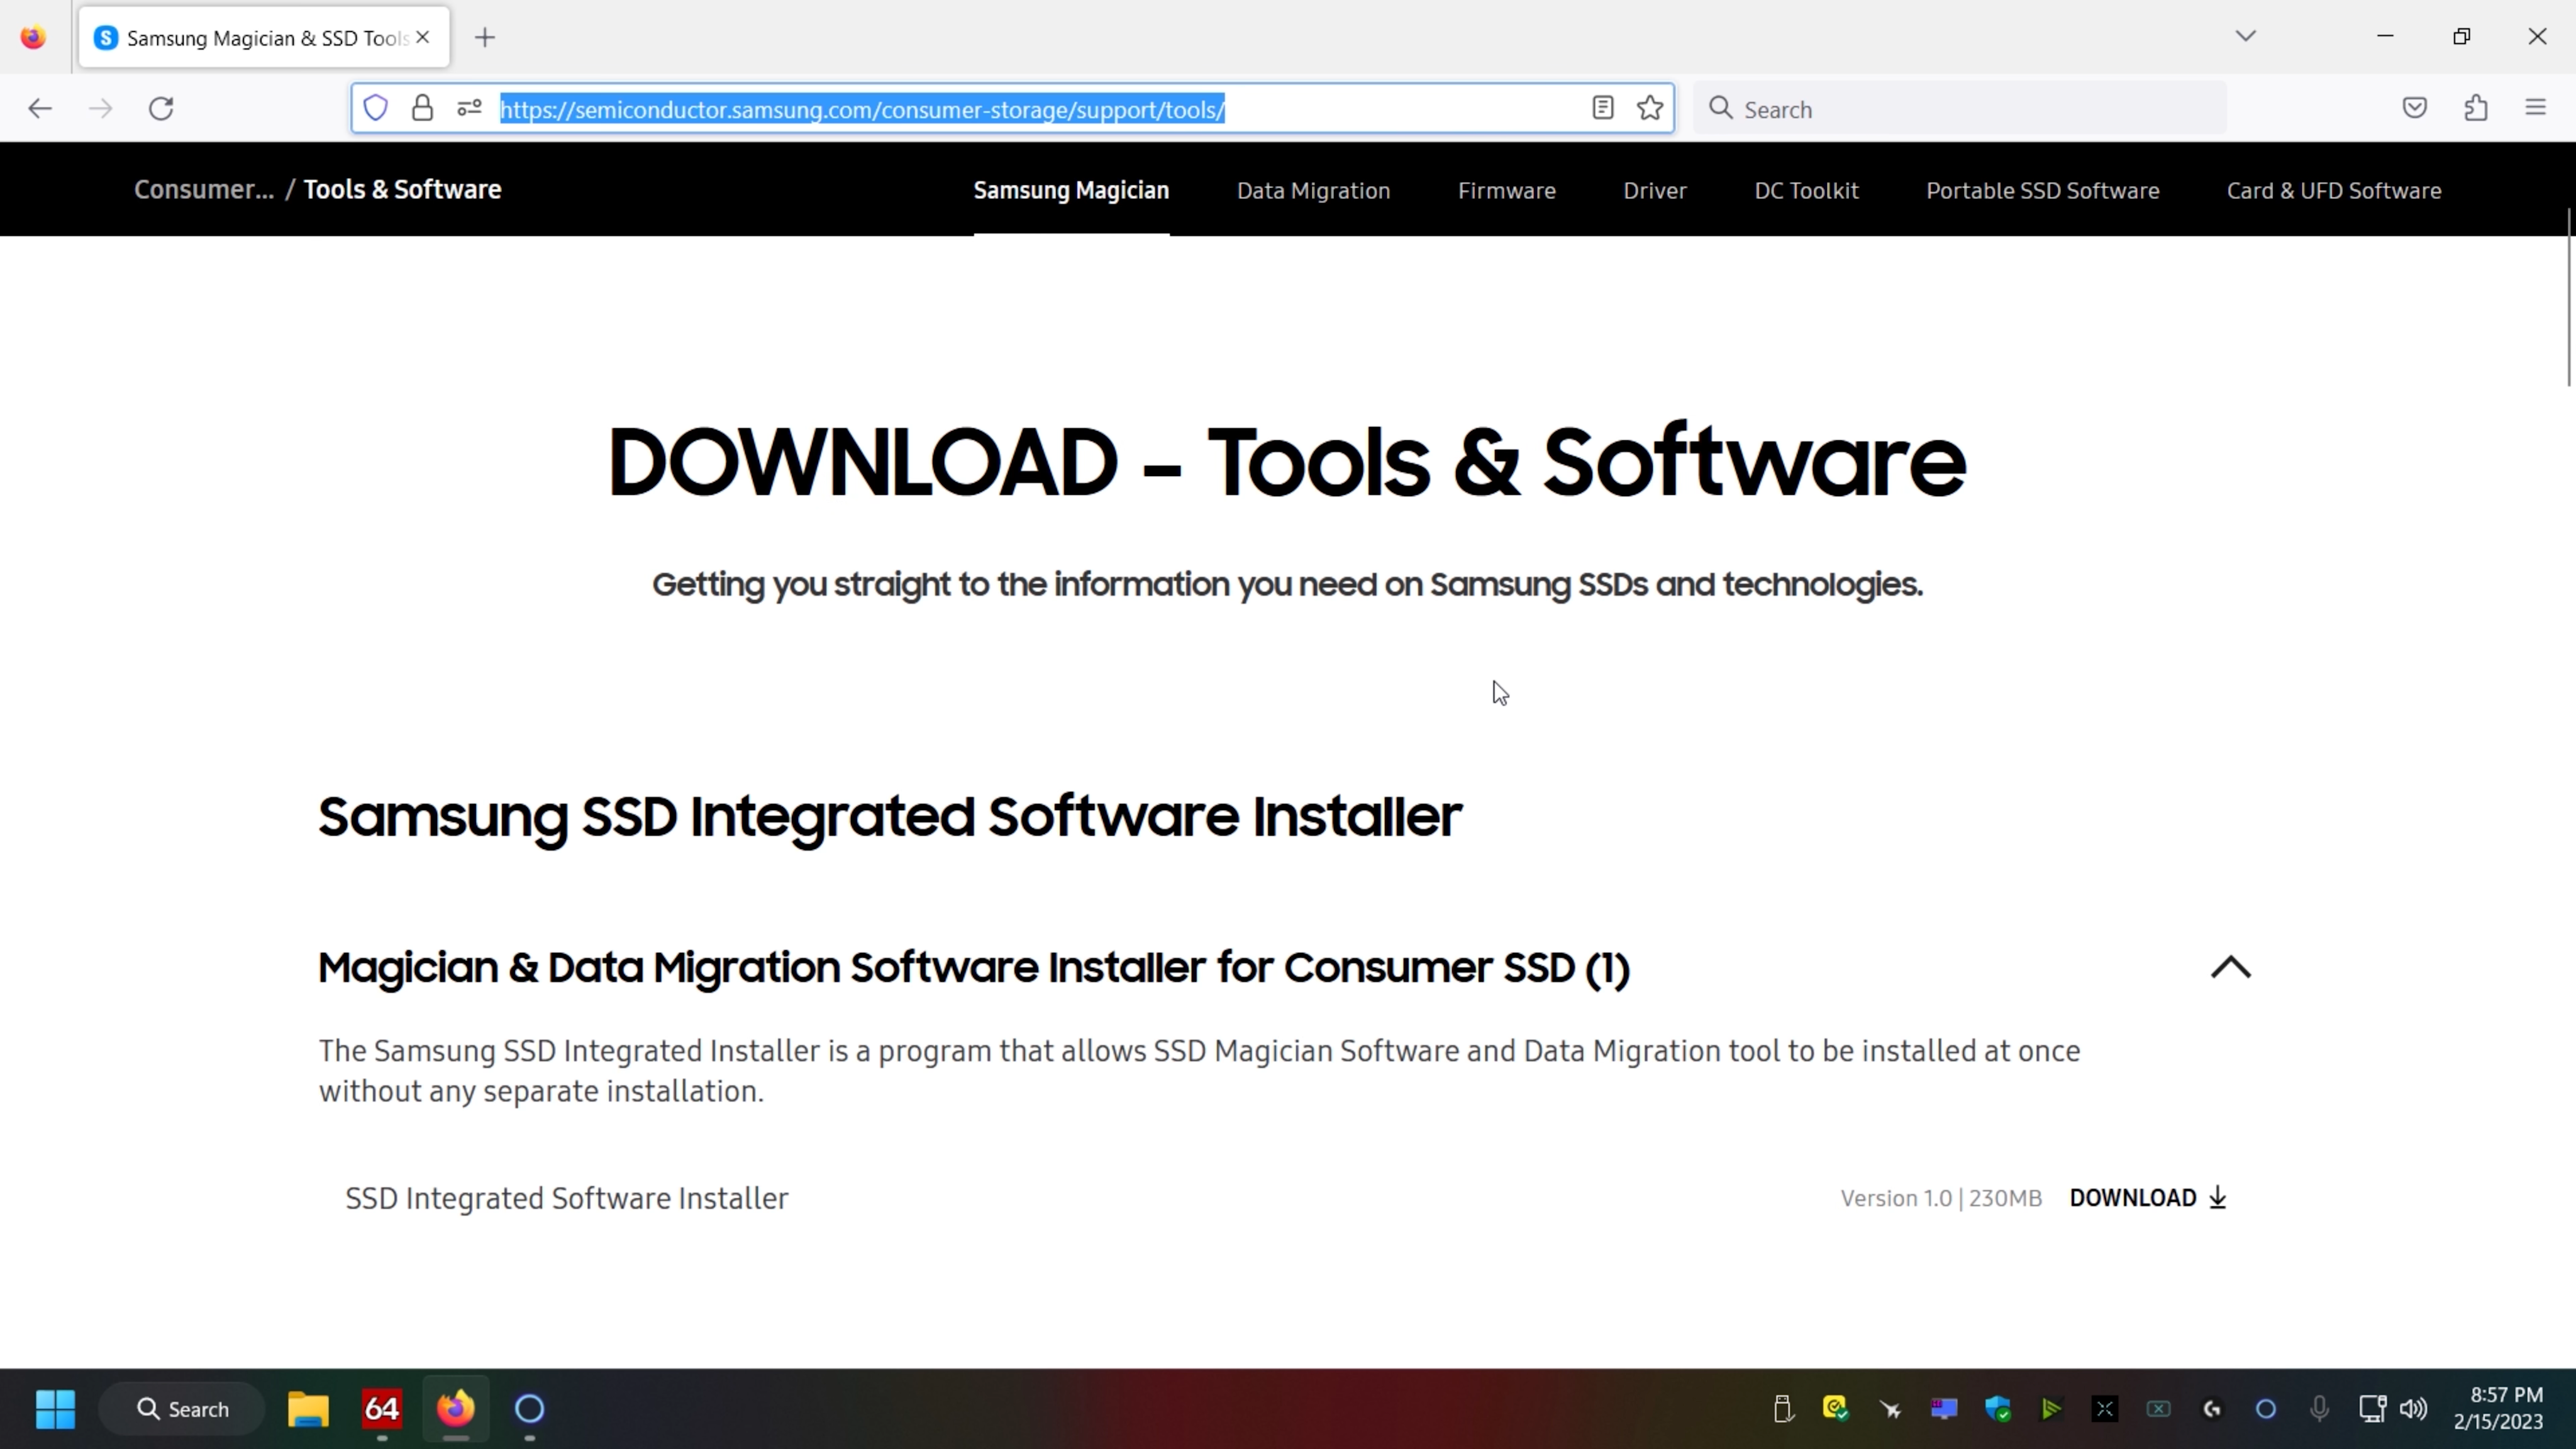 Samsung Magician & SSD Tools
https://semiconductor.samsung.com/consumer-storage/support/tools/
Search
Consumer... / Tools & Software
Samsung Magician
Data Migration
Firmware
Driver
DC Toolkit
Portable SSD Software
Card & UFD Software
DOWNLOAD – Tools & Software
Getting you straight to the information you need on Samsung SSDs and technologies.
Samsung SSD Integrated Software Installer
Magician & Data Migration Software Installer for Consumer SSD (1)
The Samsung SSD Integrated Installer is a program that allows SSD Magician Software and Data Migration tool to be installed at once
without any separate installation.
SSD Integrated Software Installer
Version 1.0 | 230MB
DOWNLOAD
Search
64
8:57 PM
2/15/2023